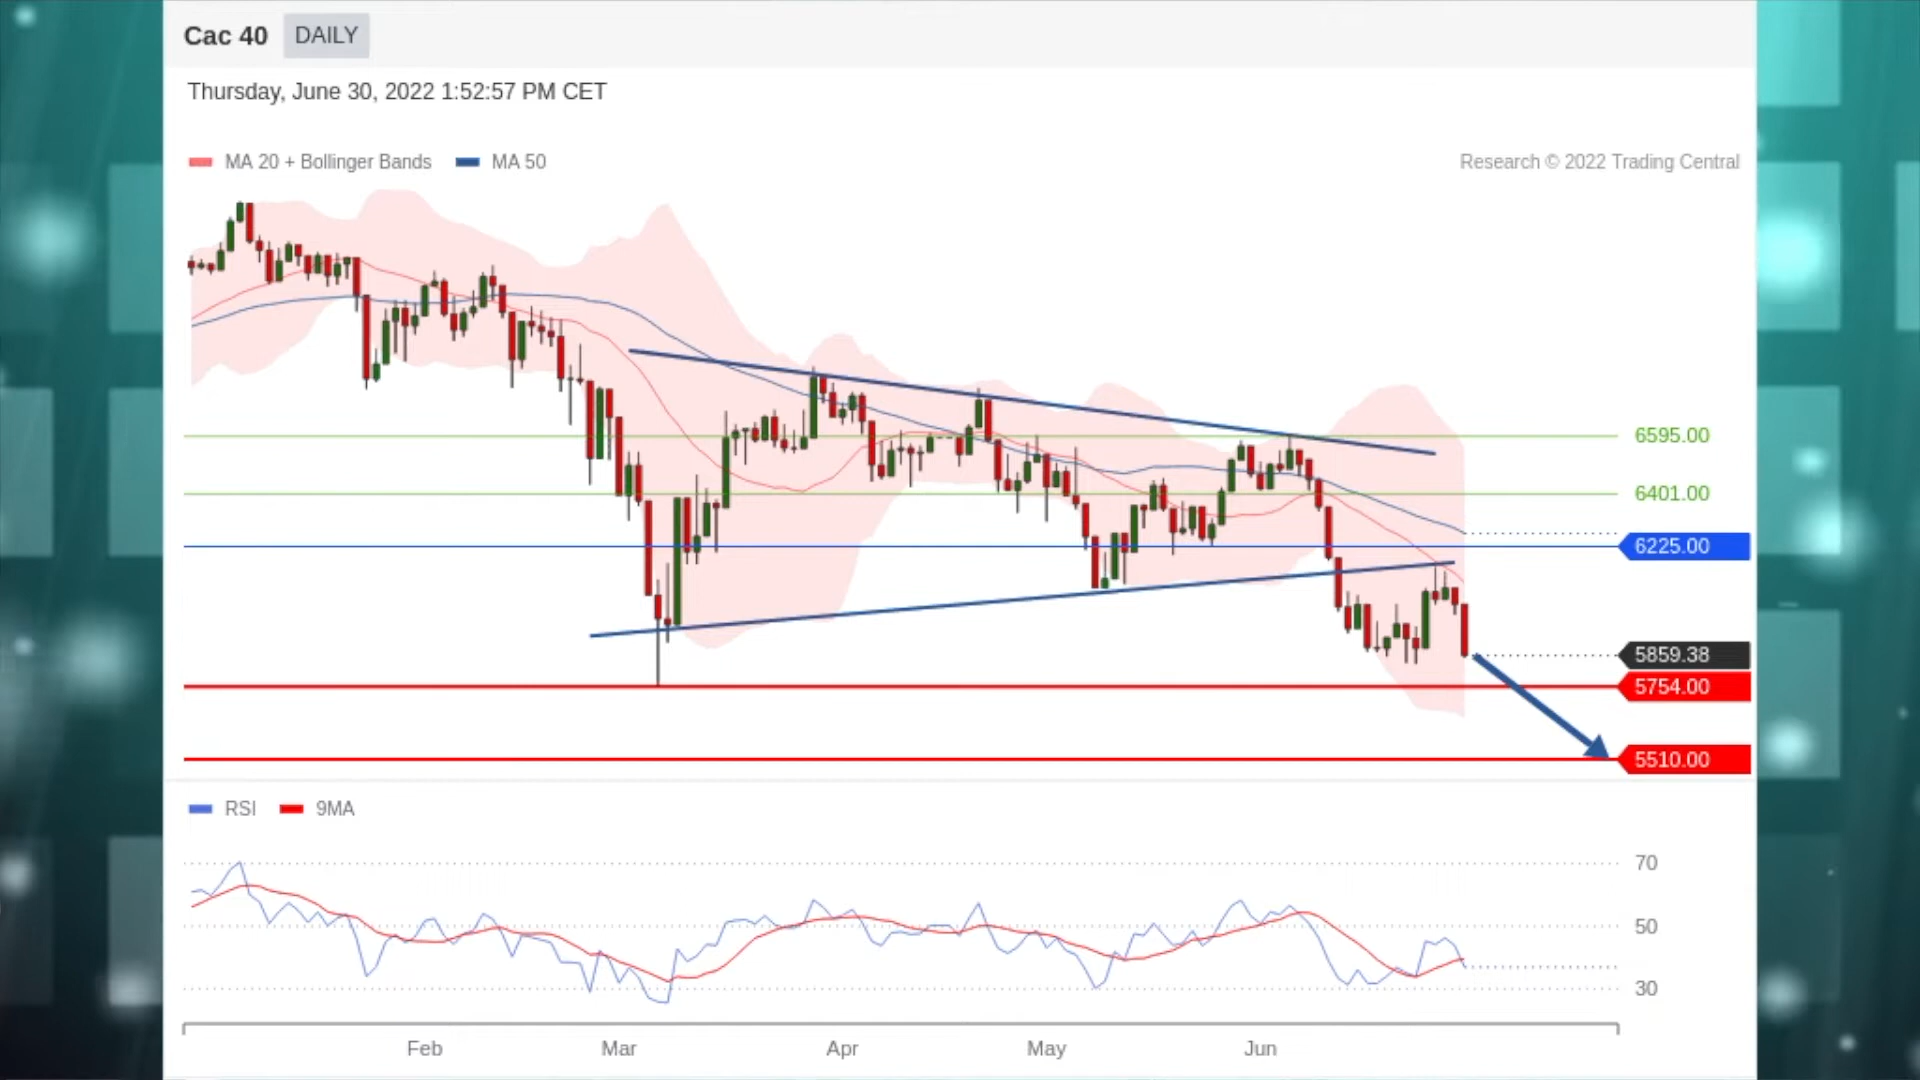 Cac 40 DAILY
Thursday, June 30, 2022 1:52:57 PM CET
MA 20 + Bollinger Bands MA 50 Research © 2022 Trading Central
6595.00
6401.00
6225.00
5859.38
5754.00
5510.00
RSI 9MA
70
50
30
Feb Mar Apr May Jun